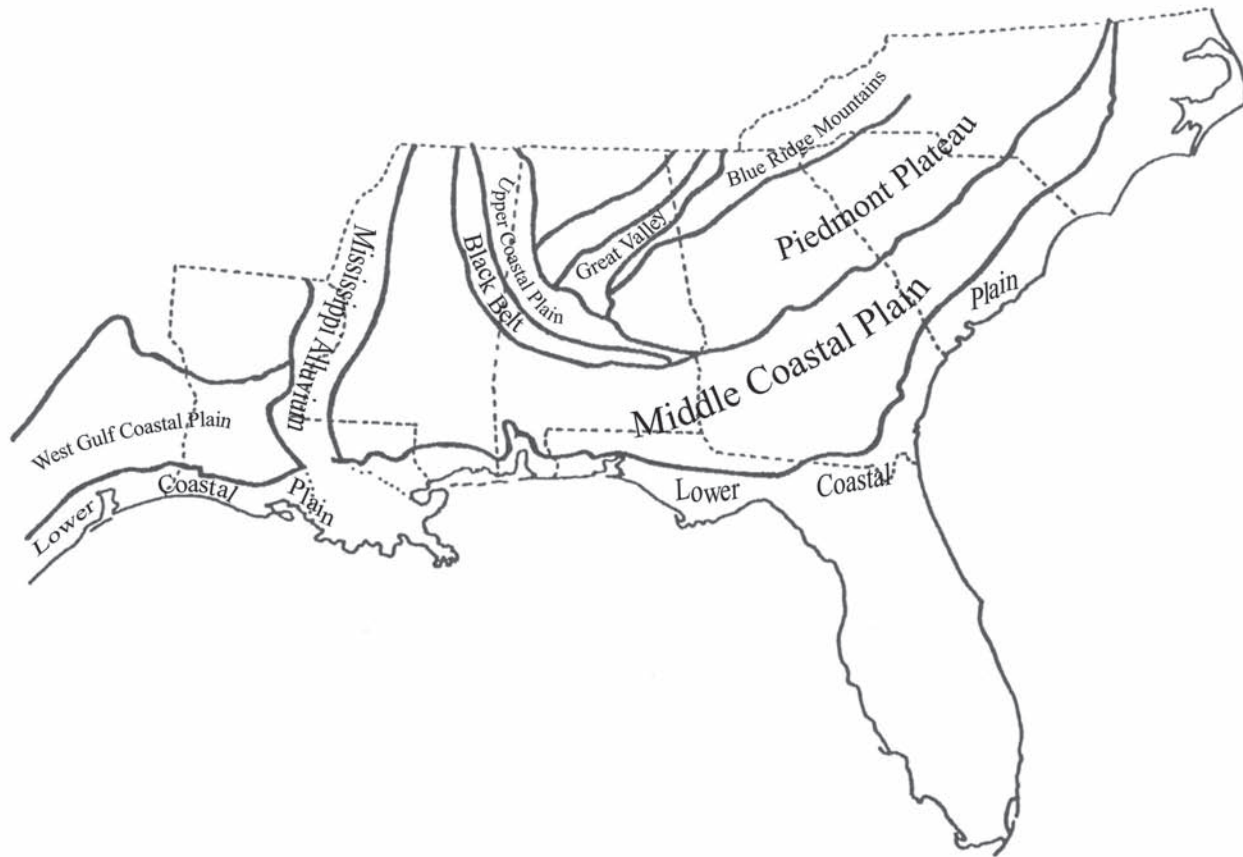 Blue Ridge Mountains
Piedmont Plateau
Great Valley
Upper Coastal Plain
Black Belt
Mississippi Alluvium
Middle Coastal Plain
West Gulf Coastal Plain
Lower Coastal Plain
Lower Coastal Plain